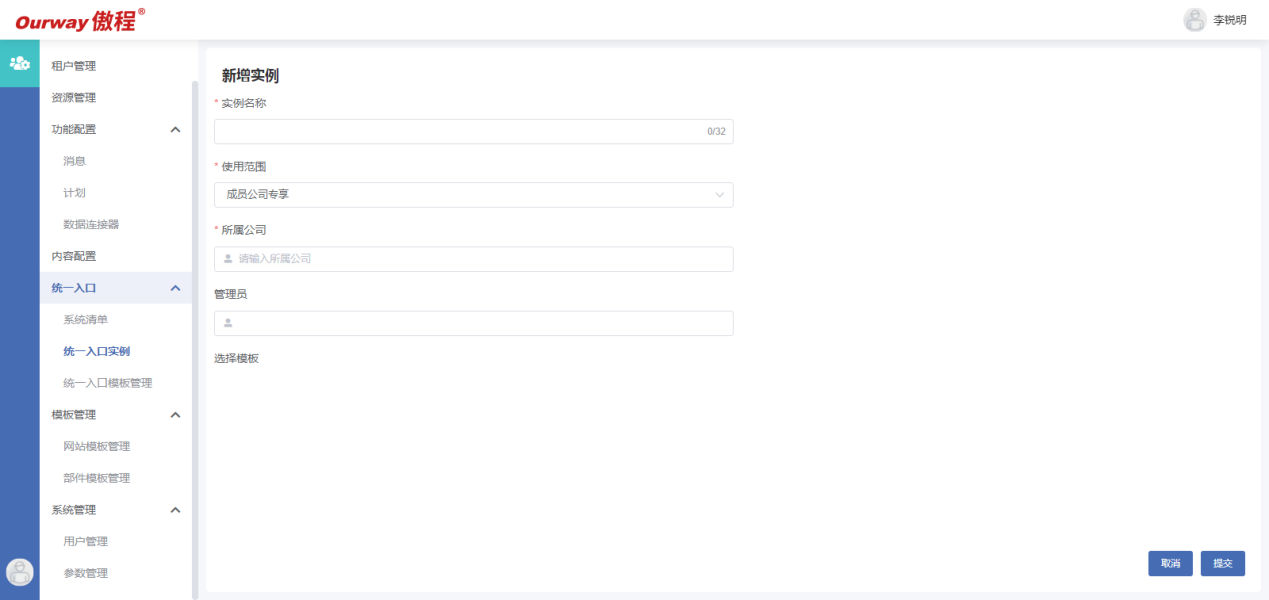 Ourway 傲程®
李锐明
租户管理
资源管理
功能配置
消息
计划
数据连接器
内容配置
统一入口
系统清单
统一入口实例
统一入口模板管理
模板管理
网站模板管理
部件模板管理
系统管理
用户管理
参数管理
新增实例
* 实例名称
0/32
* 使用范围
成员公司专享
* 所属公司
请输入所属公司
管理员
选择模板
取消
提交